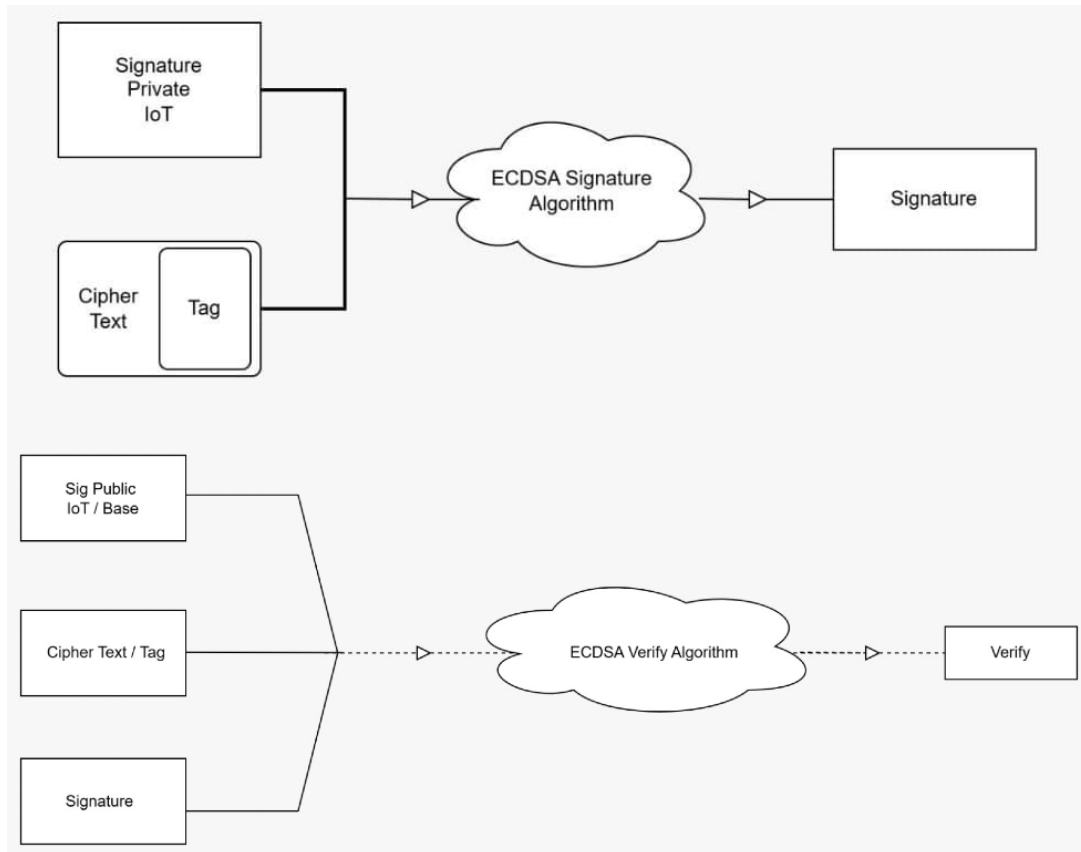 Signature
Private
IoT
ECDSA Signature
Algorithm
Signature
Cipher
Text
Tag
Sig Public
IoT / Base
Cipher Text / Tag
ECDSA Verify Algorithm
Verify
Signature